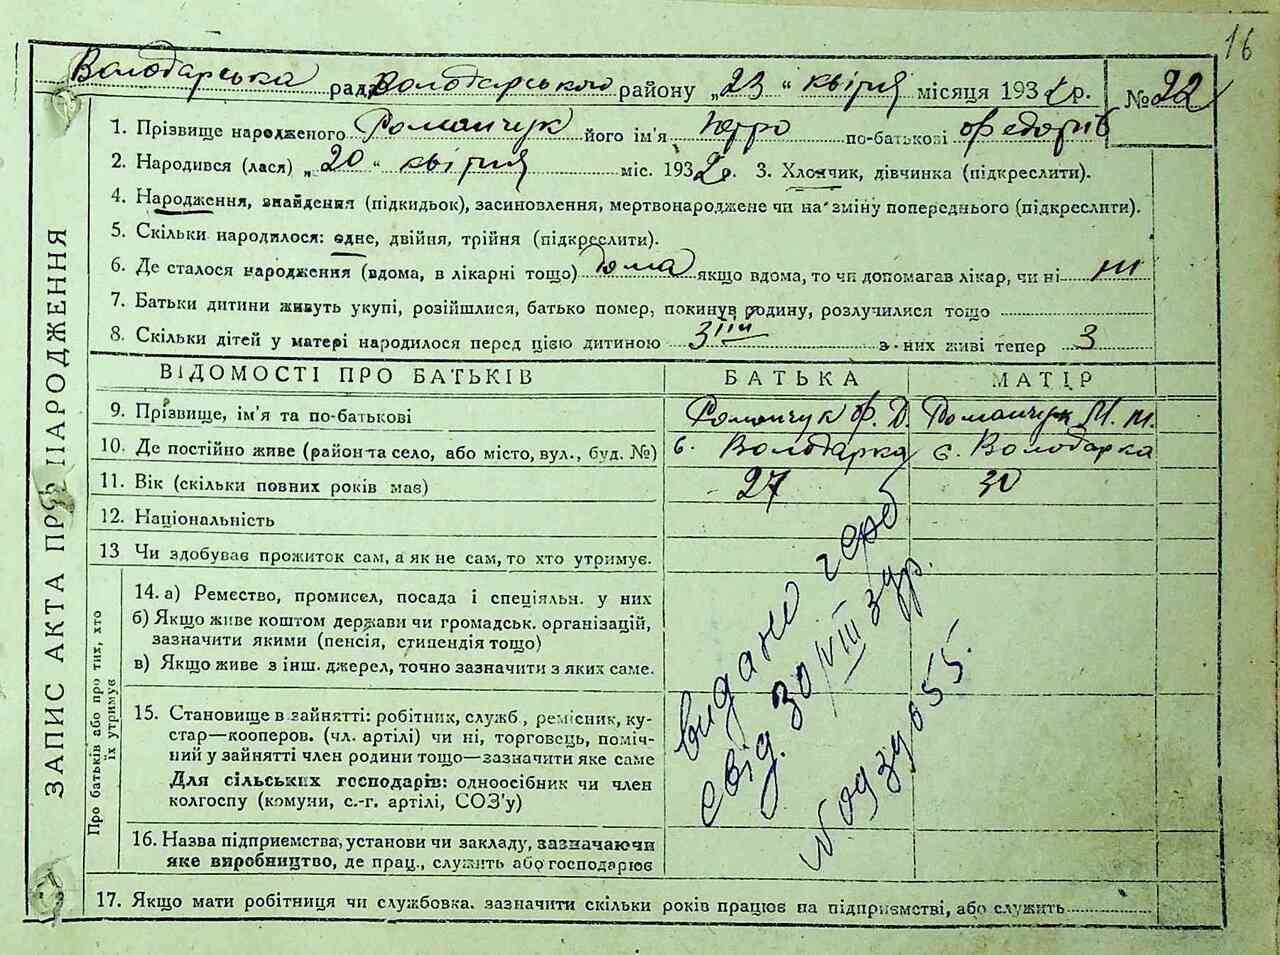 16
Володарська рад Володарського району „23“ квітня місяця 1932 р. № 22
ЗАПИС АКТА ПРО НАРОДЖЕННЯ
1. Прізвище народженого Романчук його ім'я Петро по-батькові Федорів
2. Народився (лася) „20“ квітня міс. 1932 р. 3. Хлопчик, дівчинка (підкреслити).
4. Народження, знайдення (підкидьок), засиновлення, мертвонароджене чи на зміну попереднього (підкреслити).
5. Скільки народилося: одне, двійня, трійня (підкреслити).
6. Де сталося народження (вдома, в лікарні тощо) дома якщо вдома, то чи допомагав лікар, чи ні ні
7. Батьки дитини живуть укупі, розійшлися, батько помер, покинув родину, розлучилися тощо
8. Скільки дітей у матері народилося перед цією дитиною 3 з них живі тепер 3
ВІДОМОСТІ ПРО БАТЬКІВ БАТЬКА МАТІР
9. Прізвище, ім'я та по-батькові Романчук Ф. Д. Романчук М.
10. Де постійно живе (район та село, або місто, вул., буд. №) с. Володарка с. Володарка
11. Вік (скільки повних років має) 27 30
12. Національність
13 Чи здобуває прожиток сам, а як не сам, то хто утримує.
Про батьків або про тих, хто їх утримує
14. а) Ремество, промисел, посада і спеціяльн. у них
б) Якщо живе коштом держави чи громадськ. організацій,
зазначити якими (пенсія, стипендія тощо)
в) Якщо живе з інш. джерел, точно зазначити з яких саме.
15. Становище в зайнятті: робітник, служб., ремісник, ку-
стар—кооперов. (чл. артілі) чи ні, торговець, поміч-
ний у зайнятті член родини тощо—зазначити яке саме
Для сільських господарів: одноосібник чи член
колгоспу (комуни, с.-г. артілі, СОЗ'у)
16. Назва підприємства, установи чи закладу, зазначаючи
яке виробництво, де прац., служить або господарює
видано герб
свід. 30/VIII
55.
17. Якщо мати робітниця чи службовка. зазначити скільки років працює на підприємстві, або служить